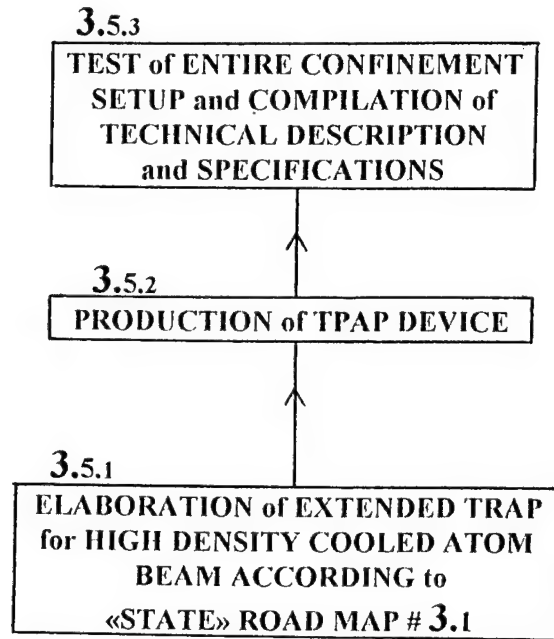 3.5.3
TEST of ENTIRE CONFINEMENT
SETUP and COMPILATION of
TECHNICAL DESCRIPTION
and SPECIFICATIONS
3.5.2
PRODUCTION of TPAP DEVICE
3.5.1
ELABORATION of EXTENDED TRAP
for HIGH DENSITY COOLED ATOM
BEAM ACCORDING to
«STATE» ROAD MAP # 3.1